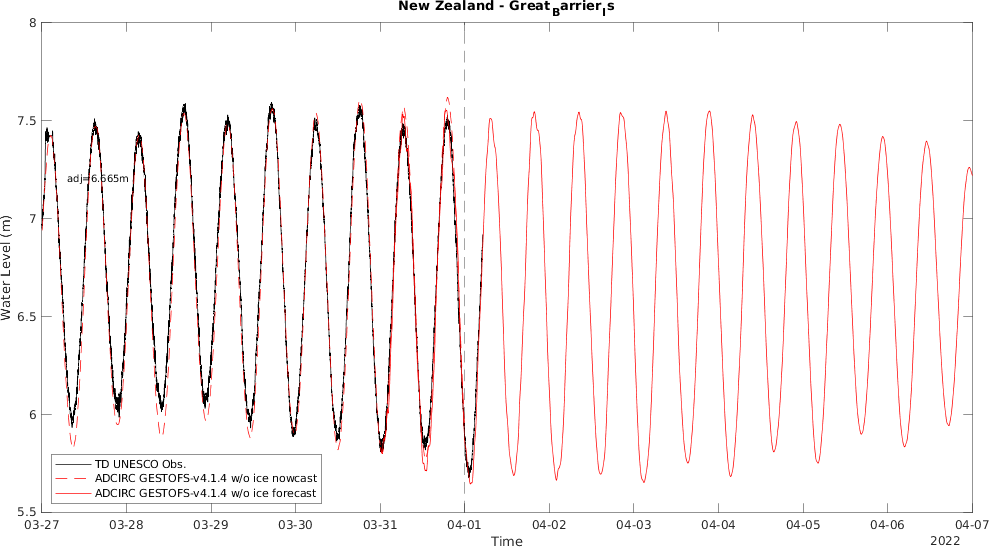 New Zealand - Great_Barrier_Is
8
7.5
adj=6.665m
7
Water Level (m)
6.5
6
TD UNESCO Obs.
ADCIRC GESTOFS-v4.1.4 w/o ice nowcast
ADCIRC GESTOFS-v4.1.4 w/o ice forecast
5.5
03-27 03-28 03-29 03-30 03-31 04-01 04-02 04-03 04-04 04-05 04-06 04-07
Time
2022